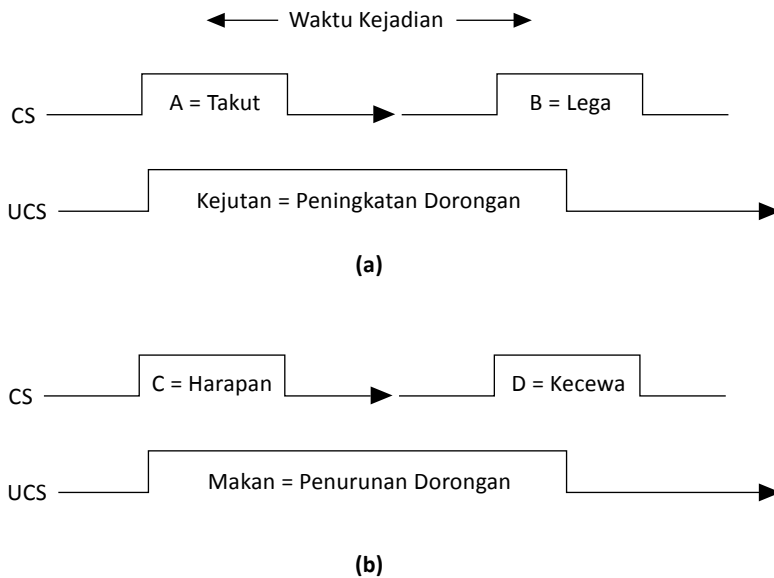 Waktu Kejadian
CS A = Takut B = Lega
UCS Kejutan = Peningkatan Dorongan
(a)
CS C = Harapan D = Kecewa
UCS Makan = Penurunan Dorongan
(b)